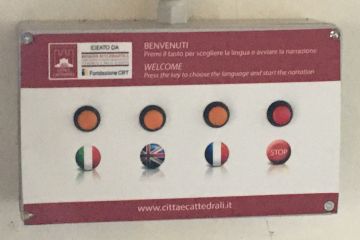 IDEATO DA
Fondazione CRT
BENVENUTI
Premi il tasto per scegliere la lingua e avviare la narrazione
WELCOME
Press the key to choose the language and start the narration
STOP
www.cittaecattedrali.it